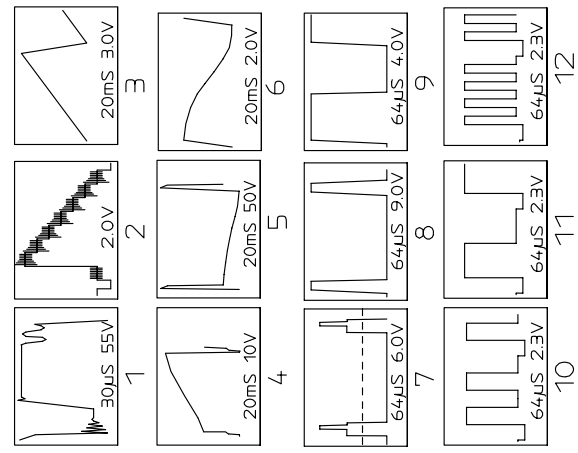 30µS 55V
1
2.0V
2
20mS 3.0V
3
20mS 10V
4
20mS 50V
5
20mS 2.0V
6
64µS 6.0V
7
64µS 9.0V
8
64µS 4.0V
9
64µS 2.3V
10
64µS 2.3V
11
64µS 2.3V
12